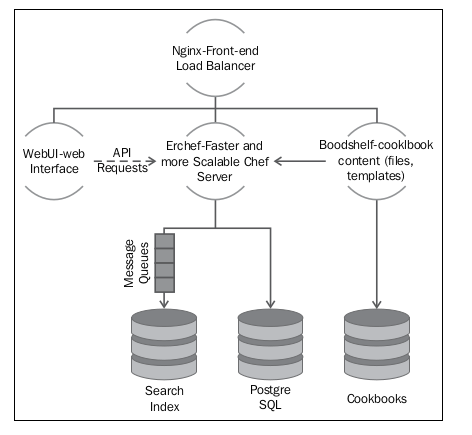 Nginx-Front-end
Load Balancer
WebUI-web
Interface
API
Requests
Erchef-Faster and
more Scalable Chef
Server
Boodshelf-cooklbook
content (files,
templates)
Message
Queues
Search
Index
Postgre
SQL
Cookbooks